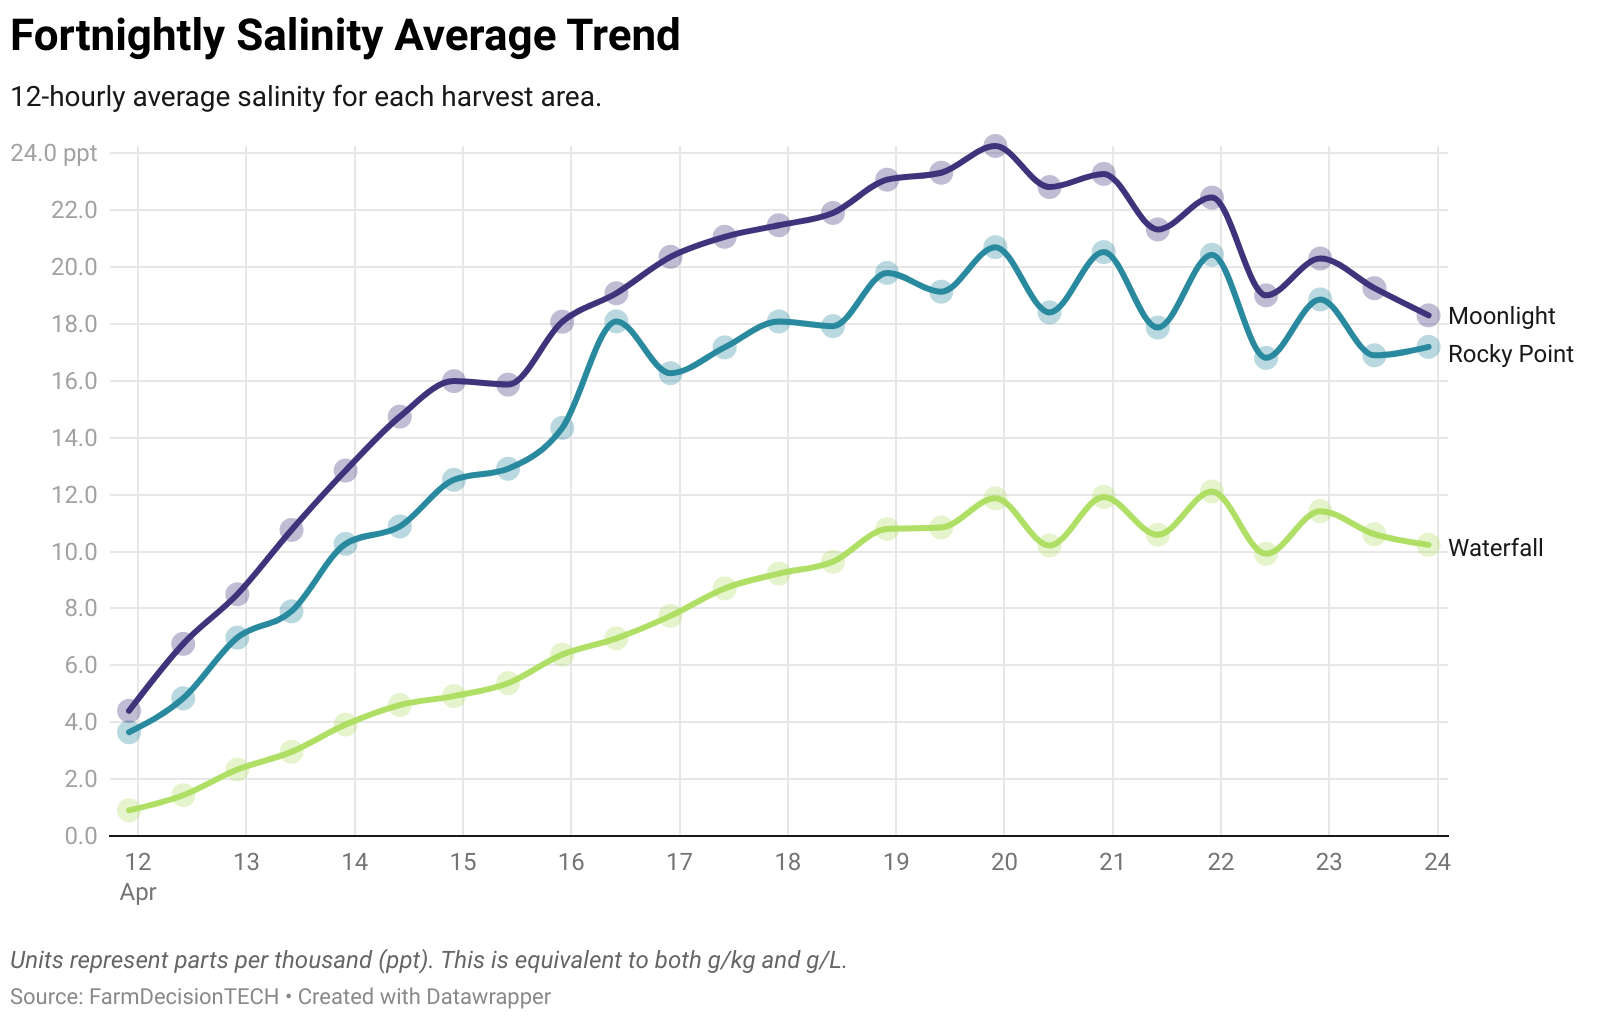 Fortnightly Salinity Average Trend
12-hourly average salinity for each harvest area.
24.0 ppt
22.0
20.0
18.0
16.0
14.0
12.0
10.0
8.0
6.0
4.0
2.0
0.0
Moonlight
Rocky Point
Waterfall
12 13 14 15 16 17 18 19 20 21 22 23 24
Apr
Units represent parts per thousand (ppt). This is equivalent to both g/kg and g/L.
Source: FarmDecisionTECH • Created with Datawrapper